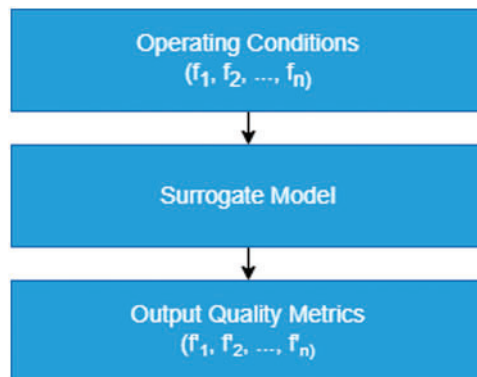 Operating Conditions
(f₁, f₂, ..., fₙ)
Surrogate Model
Output Quality Metrics
(f'₁, f'₂, ..., f'ₙ)